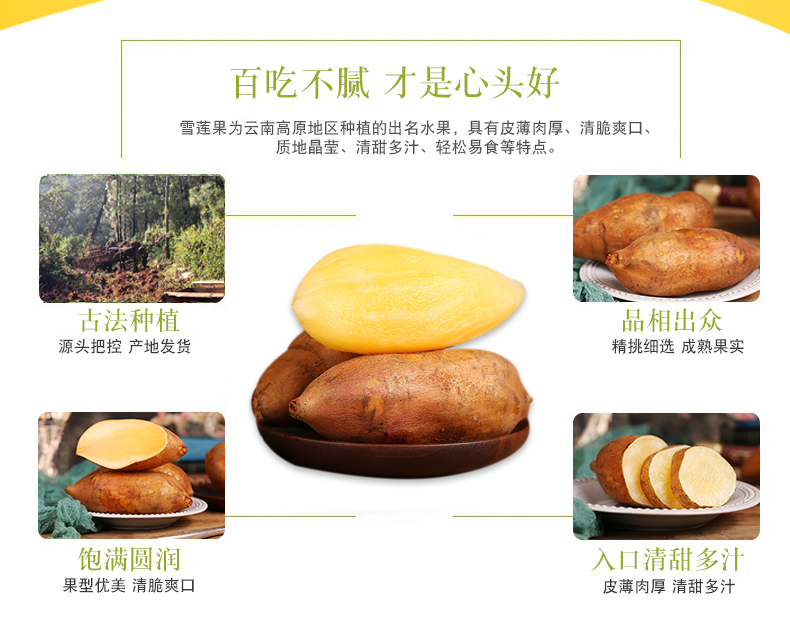 百吃不腻 才是心头好
雪莲果为云南高原地区种植的出名水果，具有皮薄肉厚、清脆爽口、
质地晶莹、清甜多汁、轻松易食等特点。
古法种植
源头把控 产地发货
品相出众
精挑细选 成熟果实
饱满圆润
果型优美 清脆爽口
入口清甜多汁
皮薄肉厚 清甜多汁